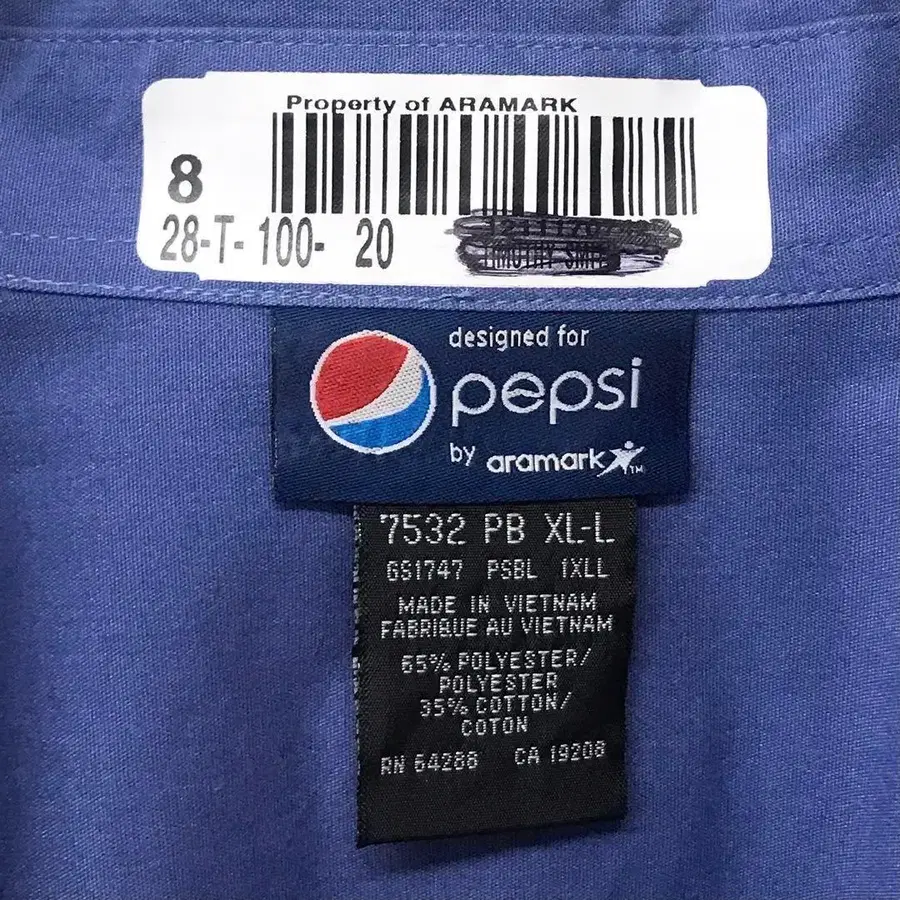 Property of ARAMARK
8
28-T-100- 20
designed for
pepsi
by aramark TM
7532 PB XL-L
GS1747 PSBL 1XLL
MADE IN VIETNAM
FABRIQUE AU VIETNAM
65% POLYESTER/
POLYESTER
35% COTTON/
COTON
RN 64288 CA 19208